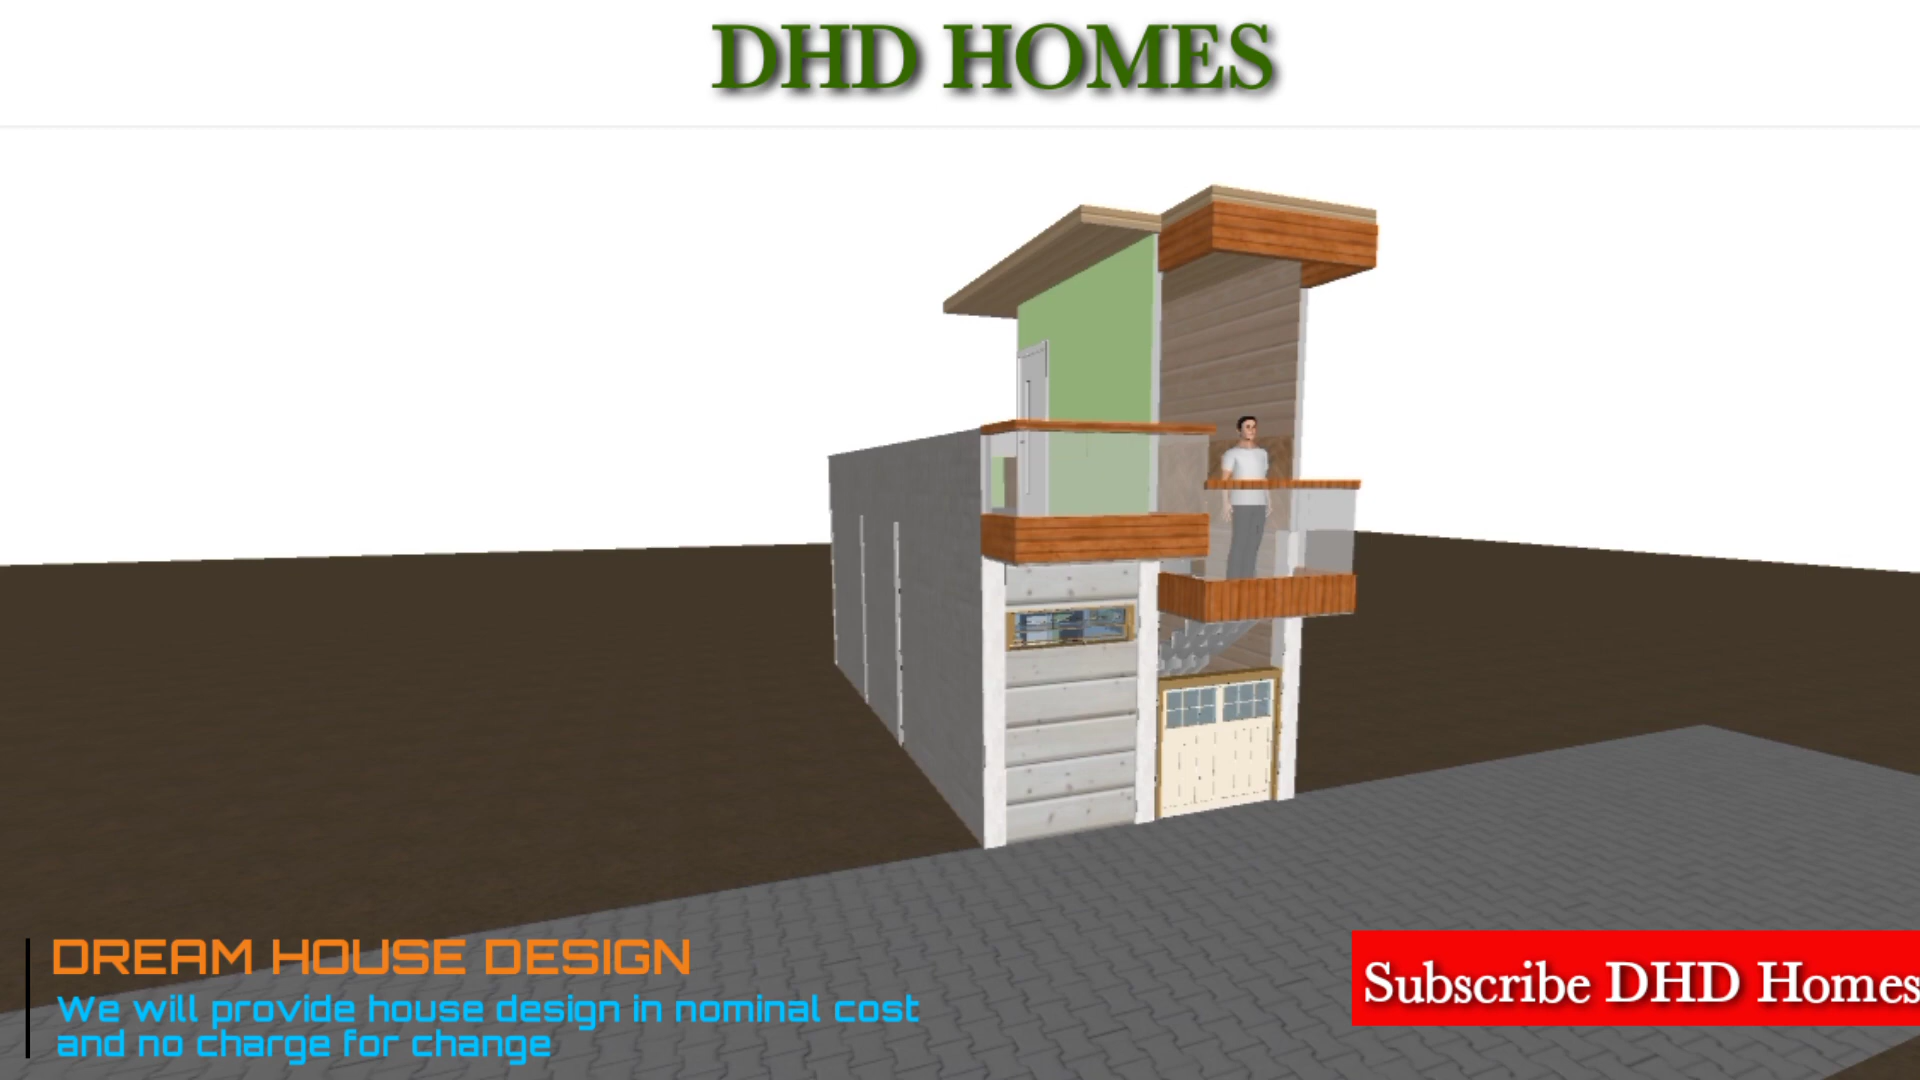 DHD HOMES
DREAM HOUSE DESIGN
We will provide house design in nominal cost
and no charge for change
Subscribe DHD Homes